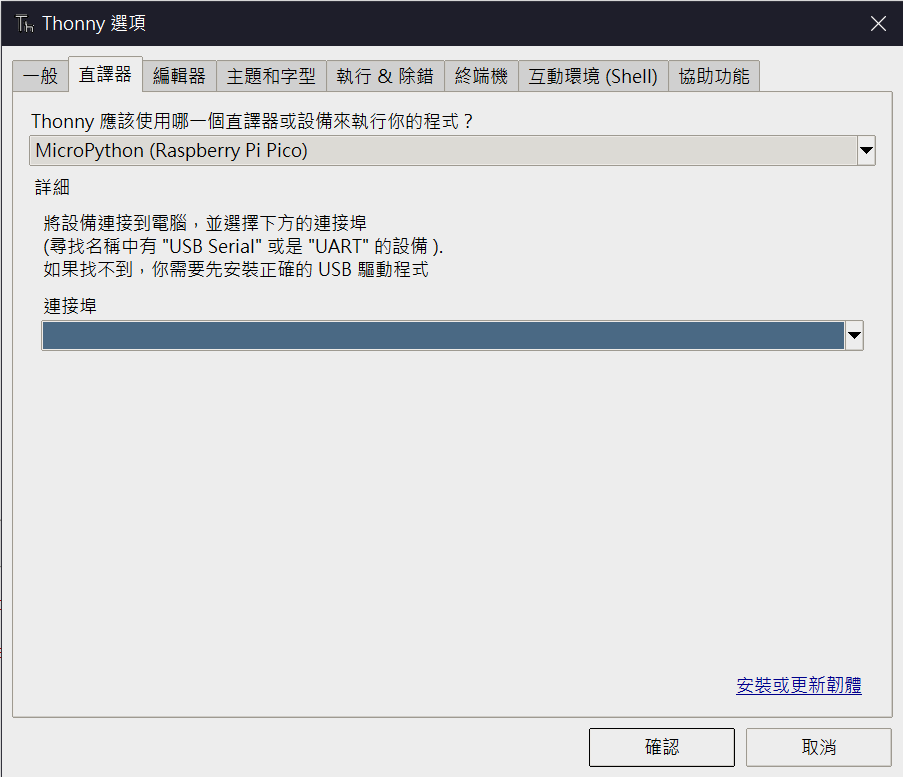 Thonny 選項
一般 直譯器 編輯器 主題和字型 執行 & 除錯 終端機 互動環境 (Shell) 協助功能
Thonny 應該使用哪一個直譯器或設備來執行你的程式？
MicroPython (Raspberry Pi Pico)
詳細
將設備連接到電腦，並選擇下方的連接埠
(尋找名稱中有 "USB Serial" 或是 "UART" 的設備 ).
如果找不到，你需要先安裝正確的 USB 驅動程式
連接埠
安裝或更新韌體
確認 取消